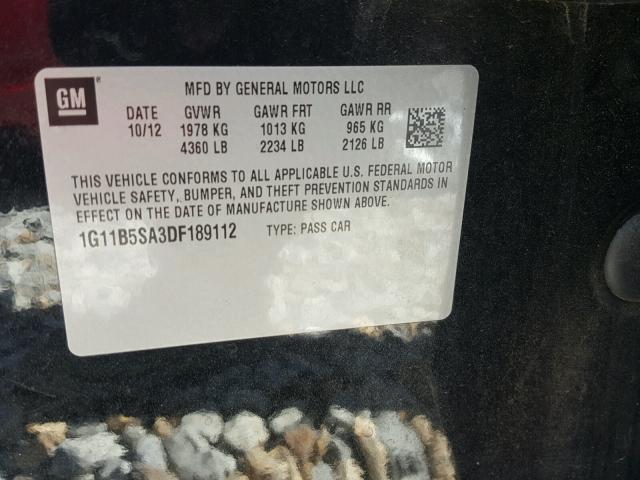 GM
MFD BY GENERAL MOTORS LLC
DATE GVWR GAWR FRT GAWR RR
10/12 1978 KG 1013 KG 965 KG
4360 LB 2234 LB 2126 LB
THIS VEHICLE CONFORMS TO ALL APPLICABLE U.S. FEDERAL MOTOR
VEHICLE SAFETY, BUMPER, AND THEFT PREVENTION STANDARDS IN
EFFECT ON THE DATE OF MANUFACTURE SHOWN ABOVE.
1G11B5SA3DF189112 TYPE: PASS CAR